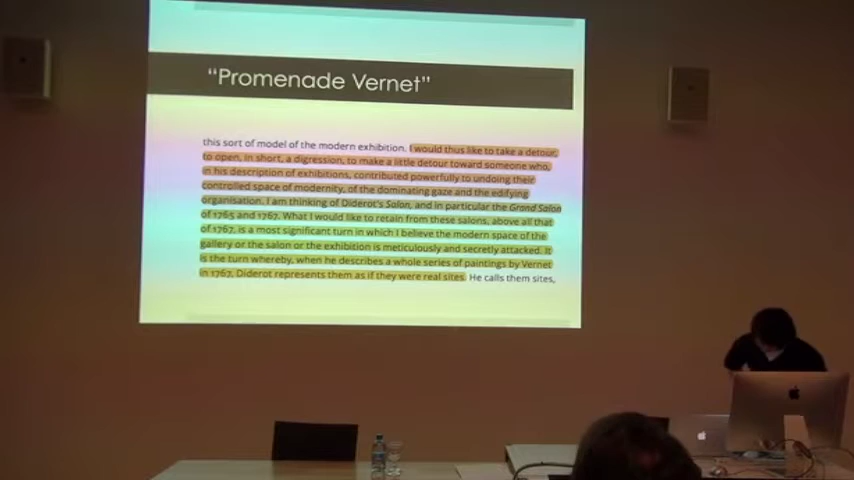 “Promenade Vernet”
this sort of model of the modern exhibition. I would thus like to take a detour,
to open, in short, a digression, to make a little detour toward someone who,
in his description of exhibitions, contributed powerfully to undoing their
controlled space of modernity, of the dominating gaze and the edifying
organisation. I am thinking of Diderot's Salon, and in particular the Grand Salon
of 1765 and 1767. What I would like to retain from these salons, above all that
of 1767, is a most significant turn in which I believe the modern space of the
gallery or the salon or the exhibition is meticulously and secretly attacked. It
is the turn whereby, when he describes a whole series of paintings by Vernet
in 1767, Diderot represents them as if they were real sites. He calls them sites,